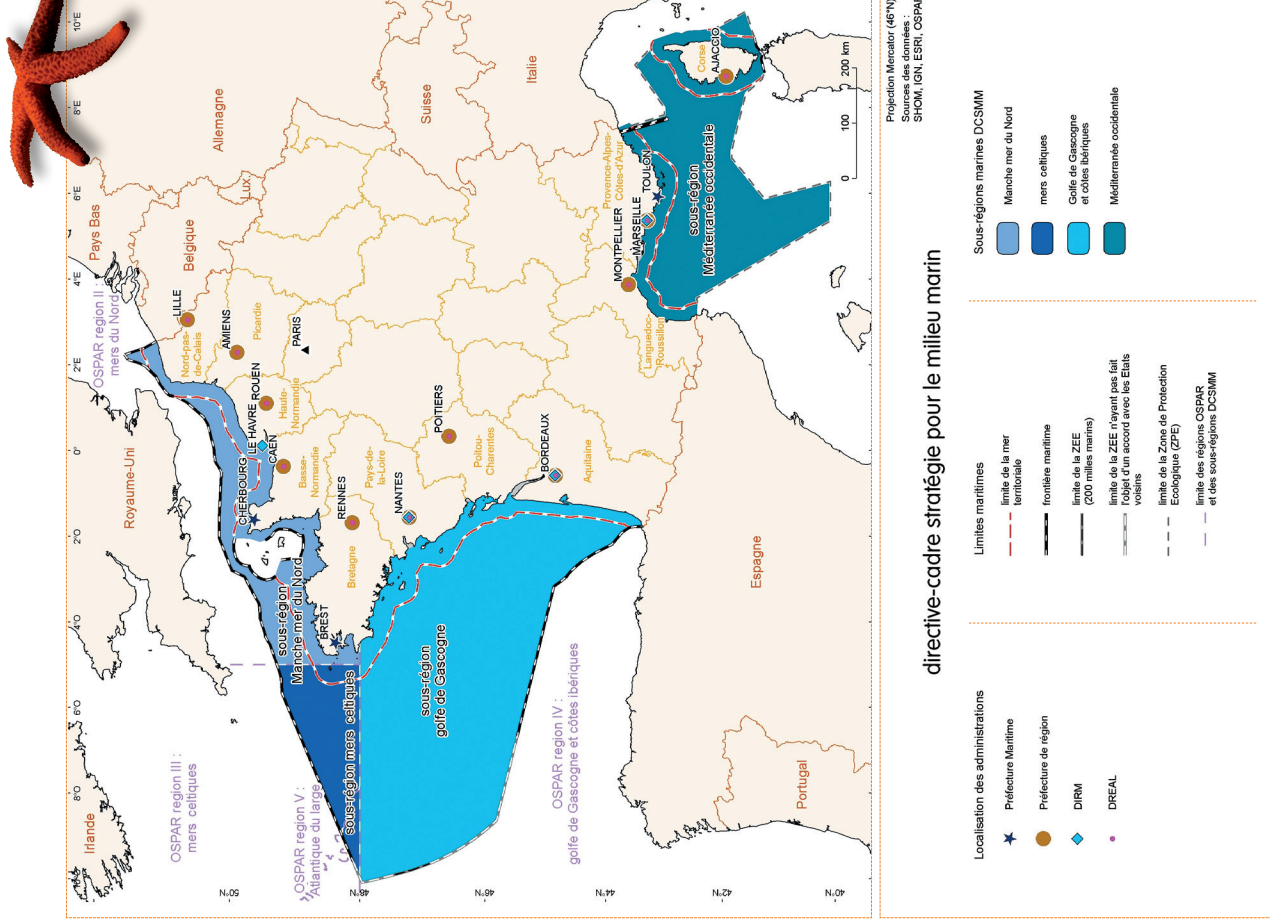 10°O
8°O
6°O
4°O
2°O
0°
2°E
4°E
6°E
8°E
10°E
50°N
48°N
46°N
44°N
42°N
40°N
Irlande
Royaume-Uni
Pays Bas
Belgique
Lux.
Allemagne
Suisse
Italie
Espagne
Portugal
OSPAR region II :
mers du Nord
OSPAR region III :
mers celtiques
OSPAR region V :
Atlantique du large
OSPAR region IV :
golfe de Gascogne et côtes ibériques
sous-région
Manche mer du Nord
sous-région mers celtiques
sous-région
golfe de Gascogne
sous-région
Méditerranée occidentale
LILLE
Nord-pas-
de-Calais
AMIENS
Picardie
PARIS
ROUEN
LE HAVRE
Haute-
Normandie
CAEN
CHERBOURG
Basse-
Normandie
RENNES
Bretagne
BREST
Pays-de-
la-Loire
NANTES
POITIERS
Poitou-
Charentes
BORDEAUX
Aquitaine
Languedoc-
Roussillon
MONTPELLIER
MARSEILLE
TOULON
Provence-Alpes-
Côtes-d'Azur
Corse
AJACCIO
0 100 200 km
Projection Mercator (46°N)
Sources des données :
SHOM, IGN, ESRI, OSPAR
directive-cadre stratégie pour le milieu marin
Localisation des administrations
Préfecture Maritime
Préfecture de région
DIRM
DREAL
Limites maritimes
limite de la mer
territoriale
frontière maritime
limite de la ZEE
(200 milles marins)
limite de la ZEE n'ayant pas fait
l'objet d'un accord avec les Etats
voisins
limite de la Zone de Protection
Ecologique (ZPE)
limite des régions OSPAR
et des sous-régions DCSMM
Sous-régions marines DCSMM
Manche mer du Nord
mers celtiques
Golfe de Gascogne
et côtes ibériques
Méditerranée occidentale